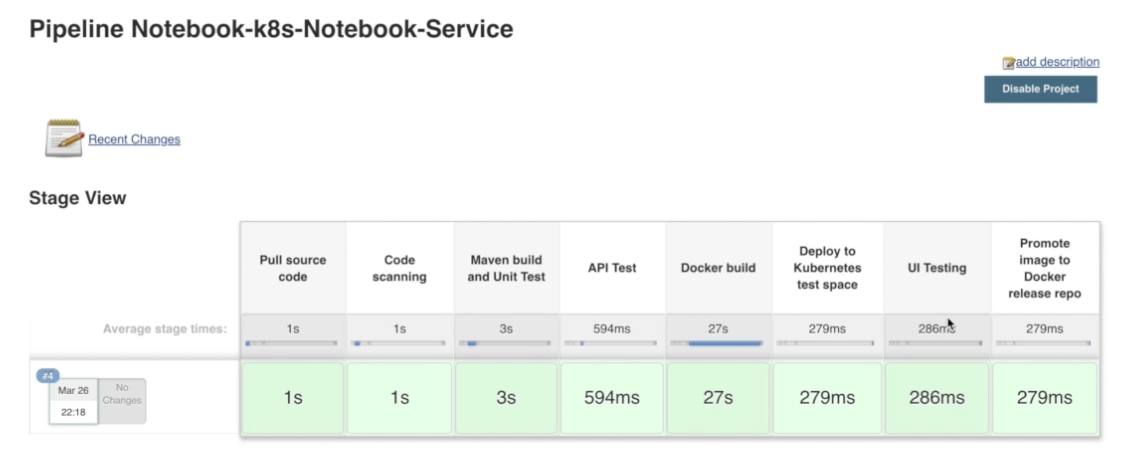 Pipeline Notebook-k8s-Notebook-Service
add description
Disable Project
Recent Changes
Stage View
Pull source
code
Code
scanning
Maven build
and Unit Test
API Test
Docker build
Deploy to
Kubernetes
test space
UI Testing
Promote
image to
Docker
release repo
Average stage times:
1s
1s
3s
594ms
27s
279ms
286ms
279ms
#4
Mar 26
22:18
No
Changes
1s
1s
3s
594ms
27s
279ms
286ms
279ms